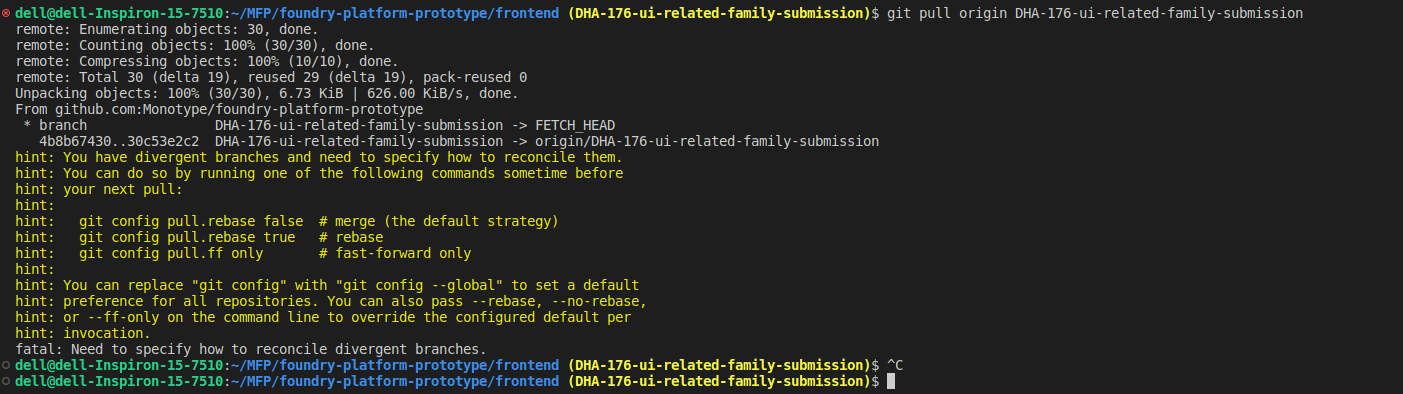 dell@dell-Inspiron-15-7510:~/MFP/foundry-platform-prototype/frontend (DHA-176-ui-related-family-submission)$ git pull origin DHA-176-ui-related-family-submission
remote: Enumerating objects: 30, done.
remote: Counting objects: 100% (30/30), done.
remote: Compressing objects: 100% (10/10), done.
remote: Total 30 (delta 19), reused 29 (delta 19), pack-reused 0
Unpacking objects: 100% (30/30), 6.73 KiB | 626.00 KiB/s, done.
From github.com:Monotype/foundry-platform-prototype
 * branch                DHA-176-ui-related-family-submission -> FETCH_HEAD
   4b8b67430..30c53e2c2  DHA-176-ui-related-family-submission -> origin/DHA-176-ui-related-family-submission
hint: You have divergent branches and need to specify how to reconcile them.
hint: You can do so by running one of the following commands sometime before
hint: your next pull:
hint:
hint:   git config pull.rebase false  # merge (the default strategy)
hint:   git config pull.rebase true   # rebase
hint:   git config pull.ff only       # fast-forward only
hint:
hint: You can replace "git config" with "git config --global" to set a default
hint: preference for all repositories. You can also pass --rebase, --no-rebase,
hint: or --ff-only on the command line to override the configured default per
hint: invocation.
fatal: Need to specify how to reconcile divergent branches.
dell@dell-Inspiron-15-7510:~/MFP/foundry-platform-prototype/frontend (DHA-176-ui-related-family-submission)$ ^C
dell@dell-Inspiron-15-7510:~/MFP/foundry-platform-prototype/frontend (DHA-176-ui-related-family-submission)$